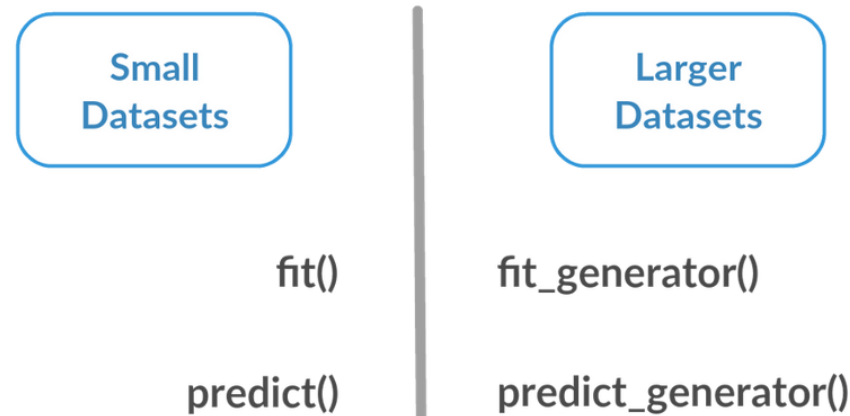 Small
Datasets
Larger
Datasets
fit()
fit_generator()
predict()
predict_generator()